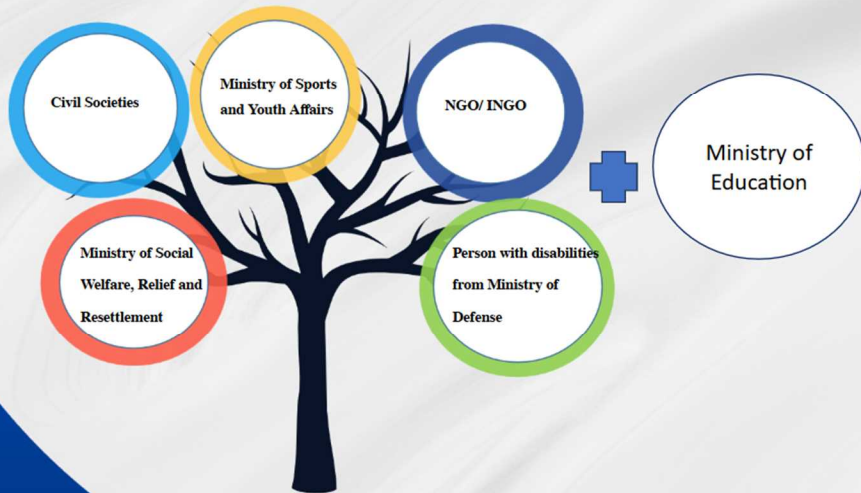 Civil Societies
Ministry of Sports
and Youth Affairs
NGO/ INGO
Ministry of
Education
Ministry of Social
Welfare, Relief and
Resettlement
Person with disabilities
from Ministry of
Defense